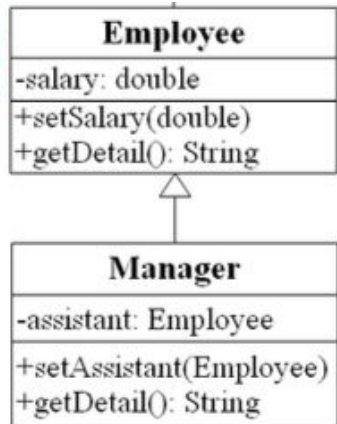 Employee
-salary: double
+setSalary(double)
+getDetail(): String
Manager
-assistant: Employee
+setAssistant(Employee)
+getDetail(): String